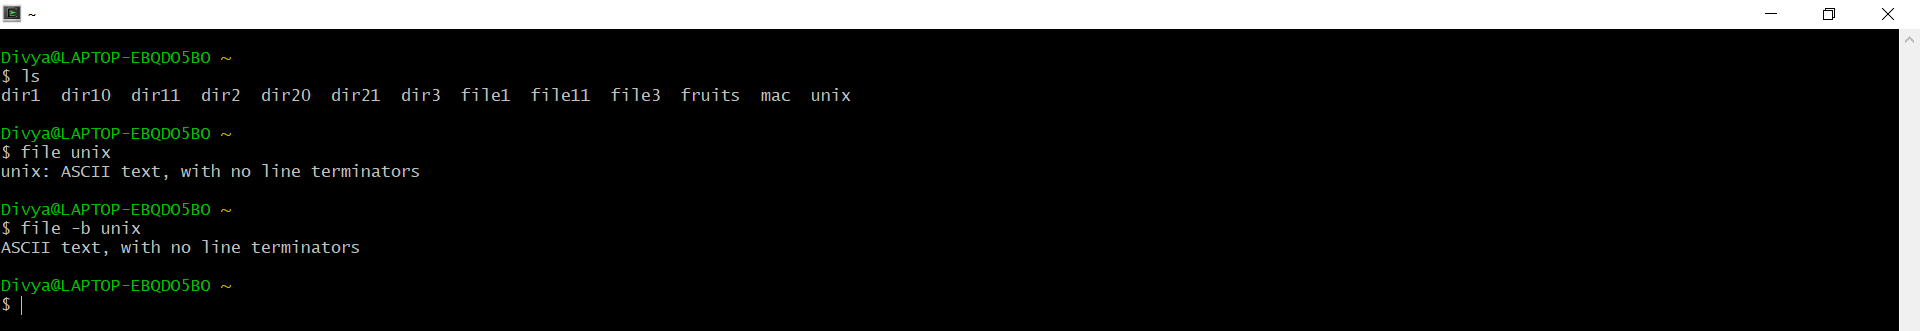 ~
Divya@LAPTOP-EBQDO5BO ~
$ ls
dir1  dir10  dir11  dir2  dir20  dir21  dir3  file1  file11  file3  fruits  mac  unix
Divya@LAPTOP-EBQDO5BO ~
$ file unix
unix: ASCII text, with no line terminators
Divya@LAPTOP-EBQDO5BO ~
$ file -b unix
ASCII text, with no line terminators
Divya@LAPTOP-EBQDO5BO ~
$